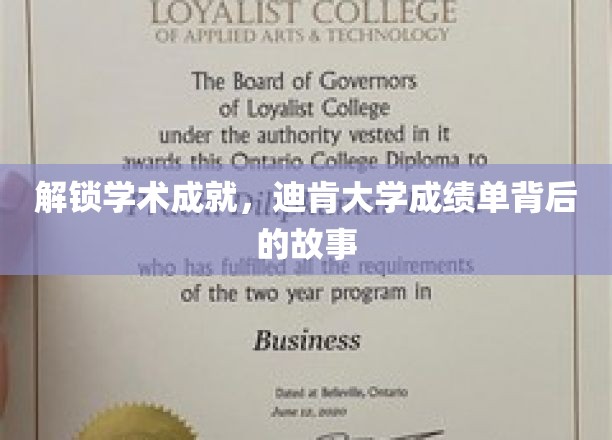 LOYALIST COLLEGE
OF APPLIED ARTS & TECHNOLOGY
The Board of Governors
of Loyalist College
under the authority vested in it
awards this Ontario College Diploma to
解锁学术成就，迪肯大学成绩单背后
的故事
who has fulfilled all the requirements
of the two year program in
Business
Dated at Belleville, Ontario
June 12, 2020